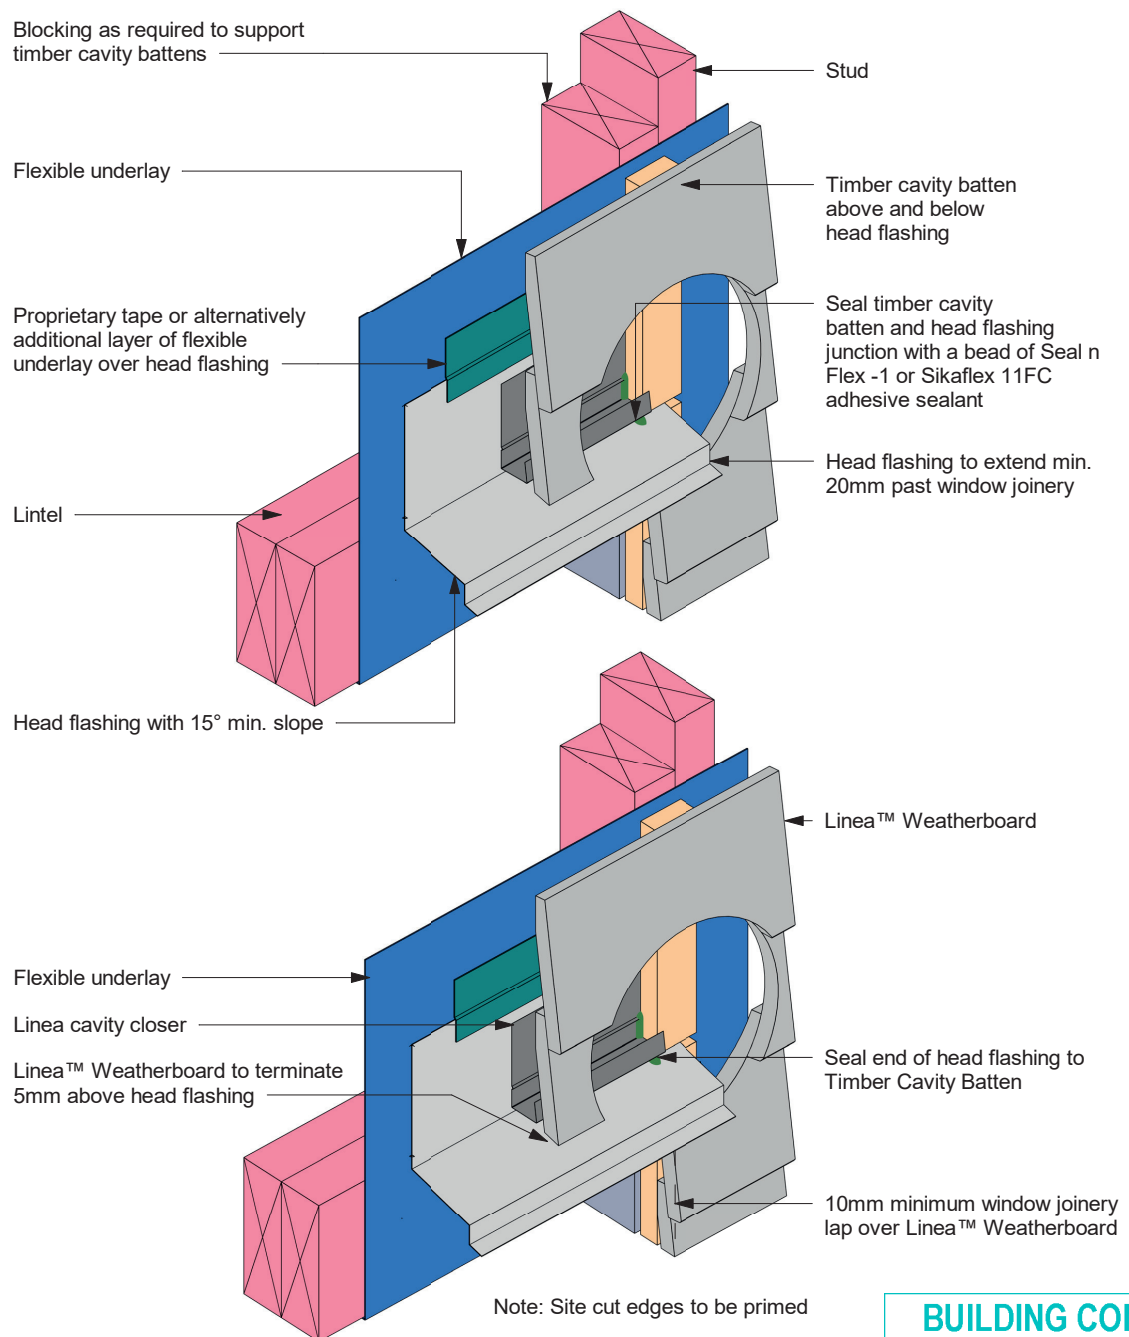 Blocking as required to support
timber cavity battens
Stud
Flexible underlay
Timber cavity batten
above and below
head flashing
Proprietary tape or alternatively
additional layer of flexible
underlay over head flashing
Seal timber cavity
batten and head flashing
junction with a bead of Seal n
Flex -1 or Sikaflex 11FC
adhesive sealant
Head flashing to extend min.
20mm past window joinery
Lintel
Head flashing with 15° min. slope
Linea™ Weatherboard
Flexible underlay
Linea cavity closer
Linea™ Weatherboard to terminate
5mm above head flashing
Seal end of head flashing to
Timber Cavity Batten
10mm minimum window joinery
lap over Linea™ Weatherboard
Note: Site cut edges to be primed
BUILDING